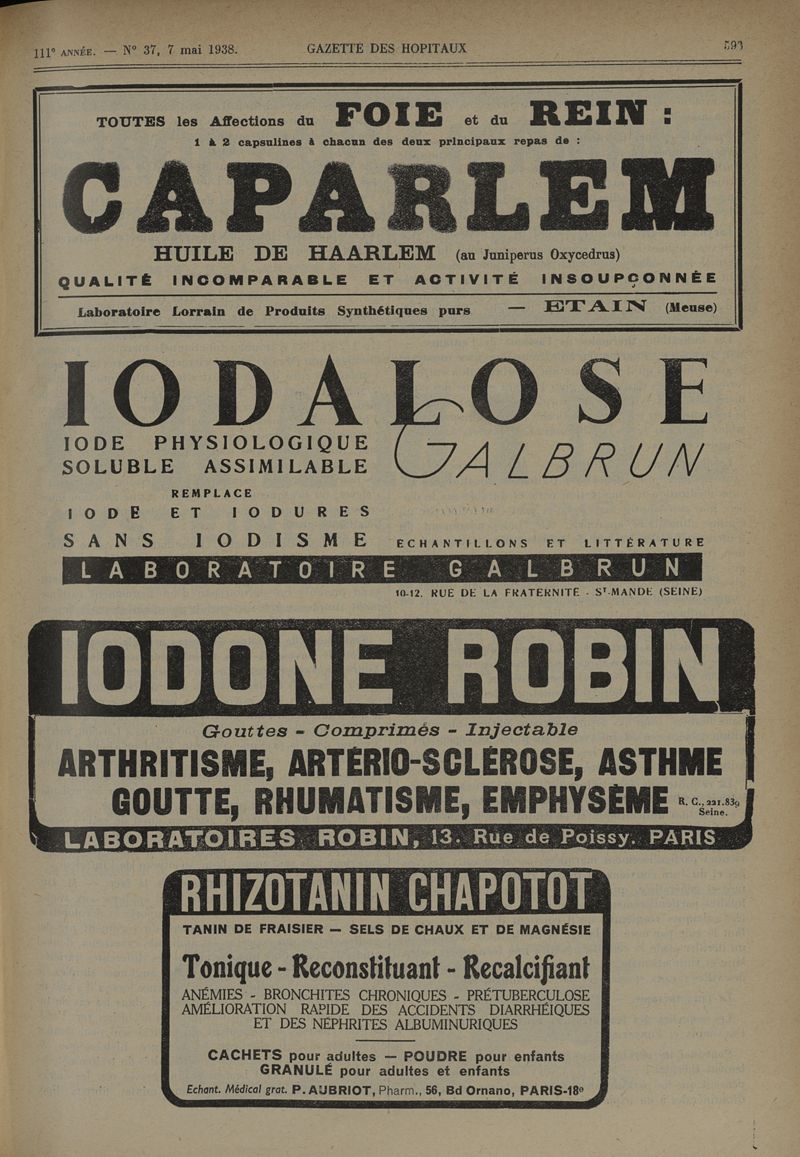 111e ANNÉE. — N° 37, 7 mai 1938. GAZETTE DES HOPITAUX 593
TOUTES les Affections du FOIE et du REIN :
1 à 2 capsulines à chacun des deux principaux repas de :
CAPARLEM
HUILE DE HAARLEM (au Juniperus Oxycedrus)
QUALITÉ INCOMPARABLE ET ACTIVITÉ INSOUPÇONNÉE
Laboratoire Lorrain de Produits Synthétiques purs — ETAIN (Meuse)
IODALOSE
GALBRUN
IODE PHYSIOLOGIQUE
SOLUBLE ASSIMILABLE
REMPLACE
IODE ET IODURES
SANS IODISME
ECHANTILLONS ET LITTÉRATURE
LABORATOIRE GALBRUN
10-12. RUE DE LA FRATERNITE - ST-MANDE (SEINE)
IODONE ROBIN
Gouttes - Comprimés - Injectable
ARTHRITISME, ARTÉRIO-SCLÉROSE, ASTHME
GOUTTE, RHUMATISME, EMPHYSÈME R. C., 221.839
Seine.
LABORATOIRES ROBIN, 13. Rue de Poissy. PARIS
RHIZOTANIN CHAPOTOT
TANIN DE FRAISIER — SELS DE CHAUX ET DE MAGNÉSIE
Tonique - Reconstituant - Recalcifiant
ANÉMIES - BRONCHITES CHRONIQUES - PRÉTUBERCULOSE
AMÉLIORATION RAPIDE DES ACCIDENTS DIARRHÉIQUES
ET DES NÉPHRITES ALBUMINURIQUES
CACHETS pour adultes — POUDRE pour enfants
GRANULÉ pour adultes et enfants
Echant. Médical grat. P. AUBRIOT, Pharm., 56, Bd Ornano, PARIS-18e